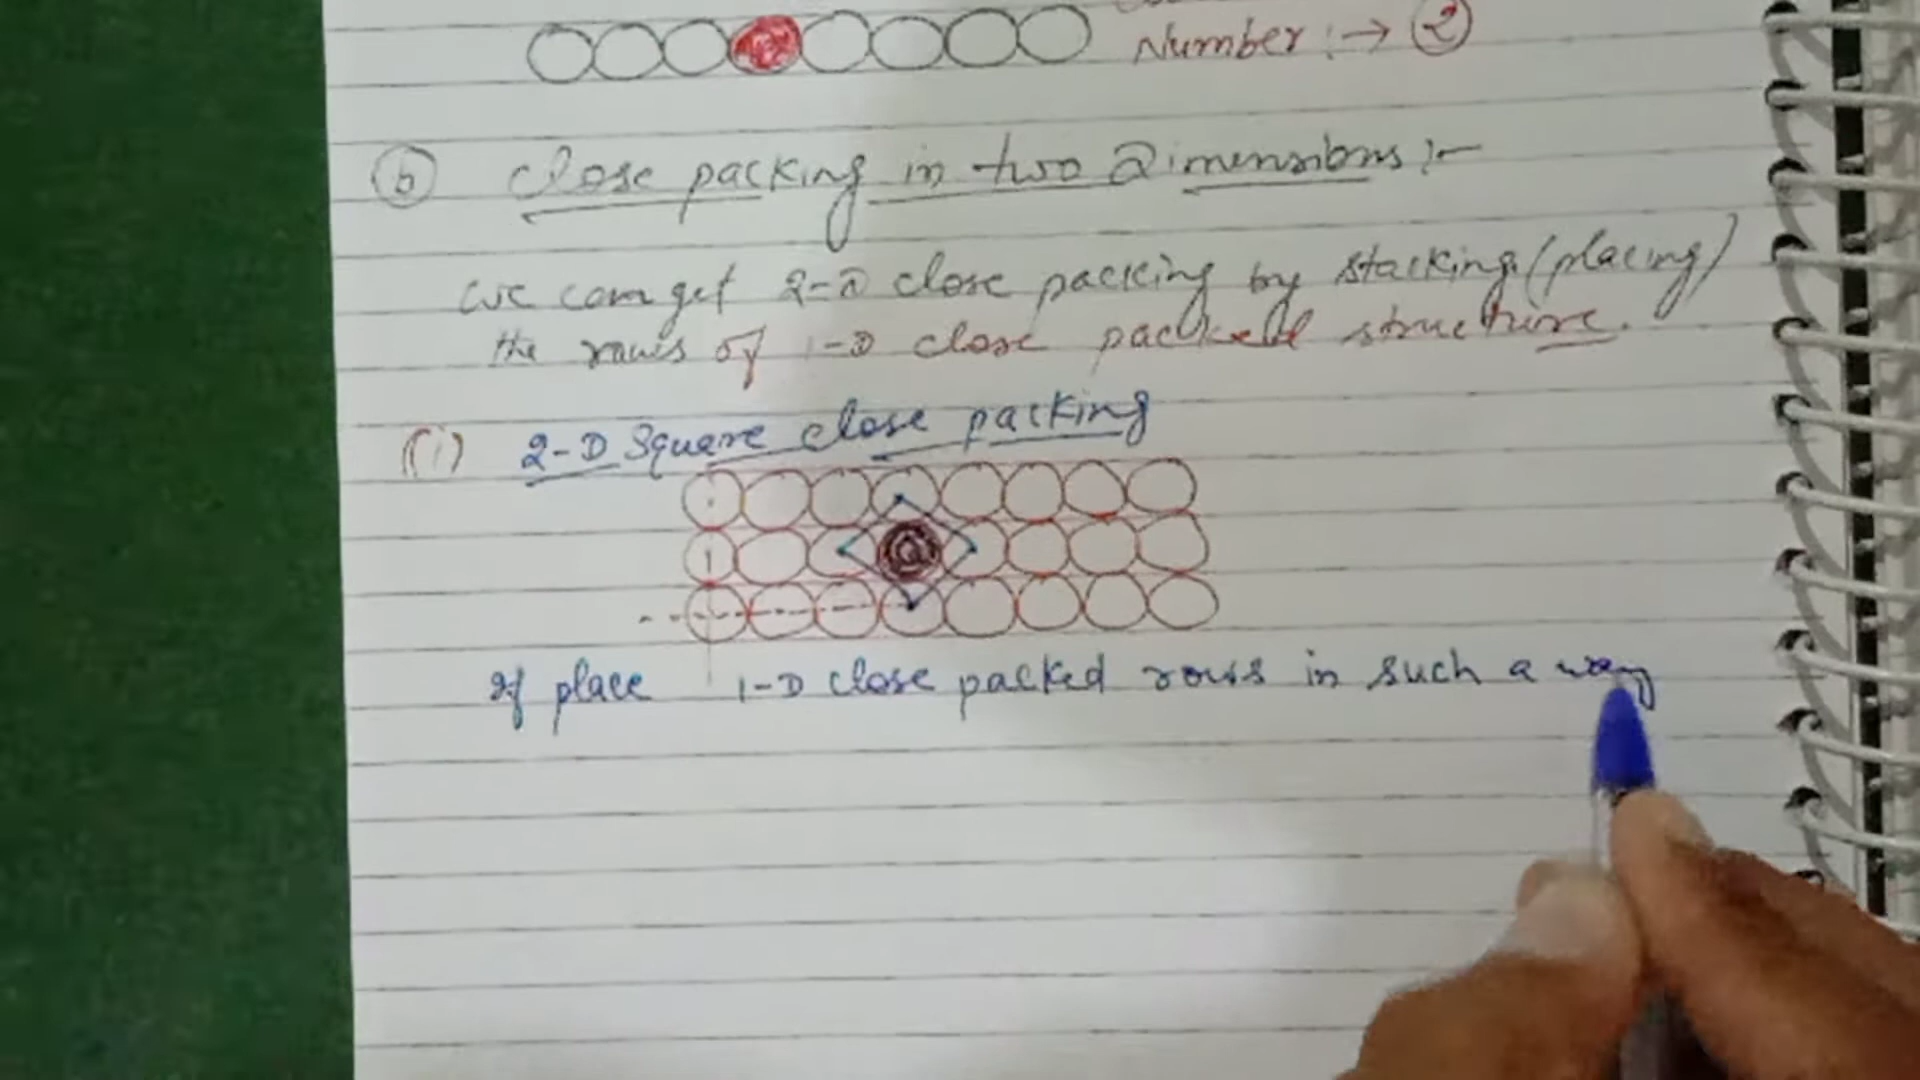 Number :→ 2
b close packing in two Dimensions :-
we can get 2-D close packing by stacking (placing)
the rows of 1-D close packed structure.
(i) 2-D Square close packing
If place 1-D close packed rows in such a way